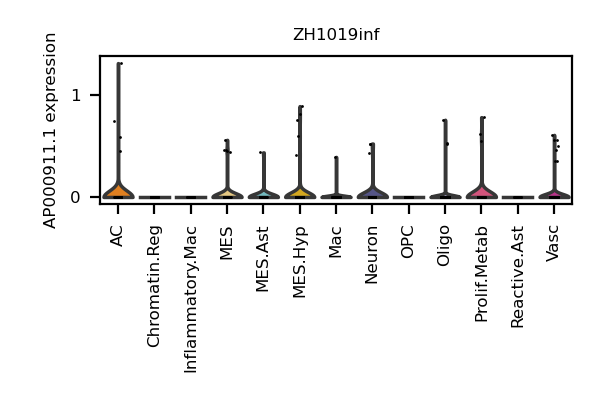 ZH1019inf
AP000911.1 expression
1
0
AC
Chromatin.Reg
Inflammatory.Mac
MES
MES.Ast
MES.Hyp
Mac
Neuron
OPC
Oligo
Prolif.Metab
Reactive.Ast
Vasc